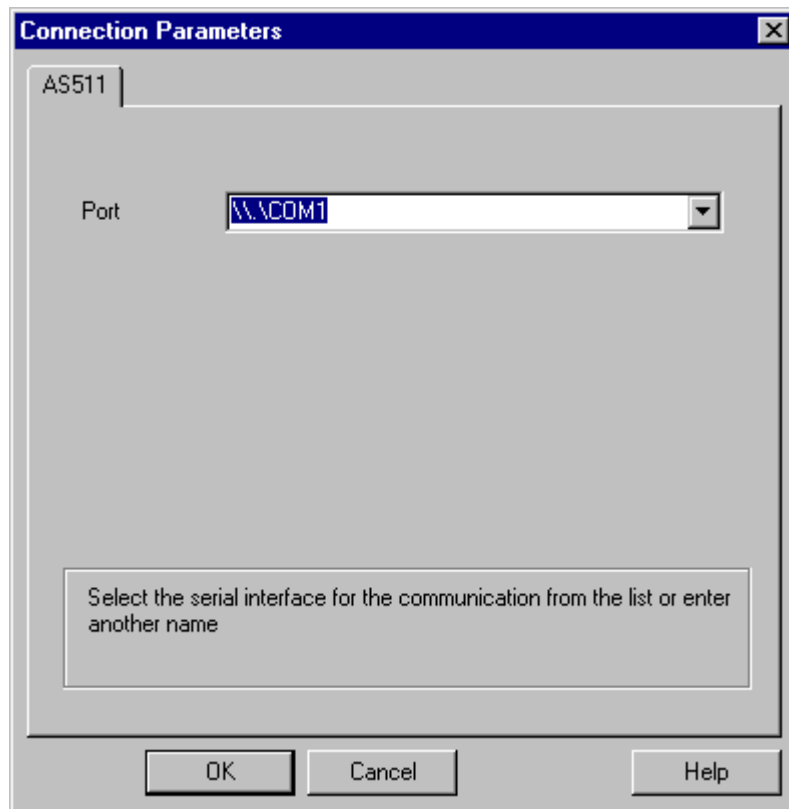 Connection Parameters
AS511
Port
\\.\COM1
Select the serial interface for the communication from the list or enter
another name
OK
Cancel
Help